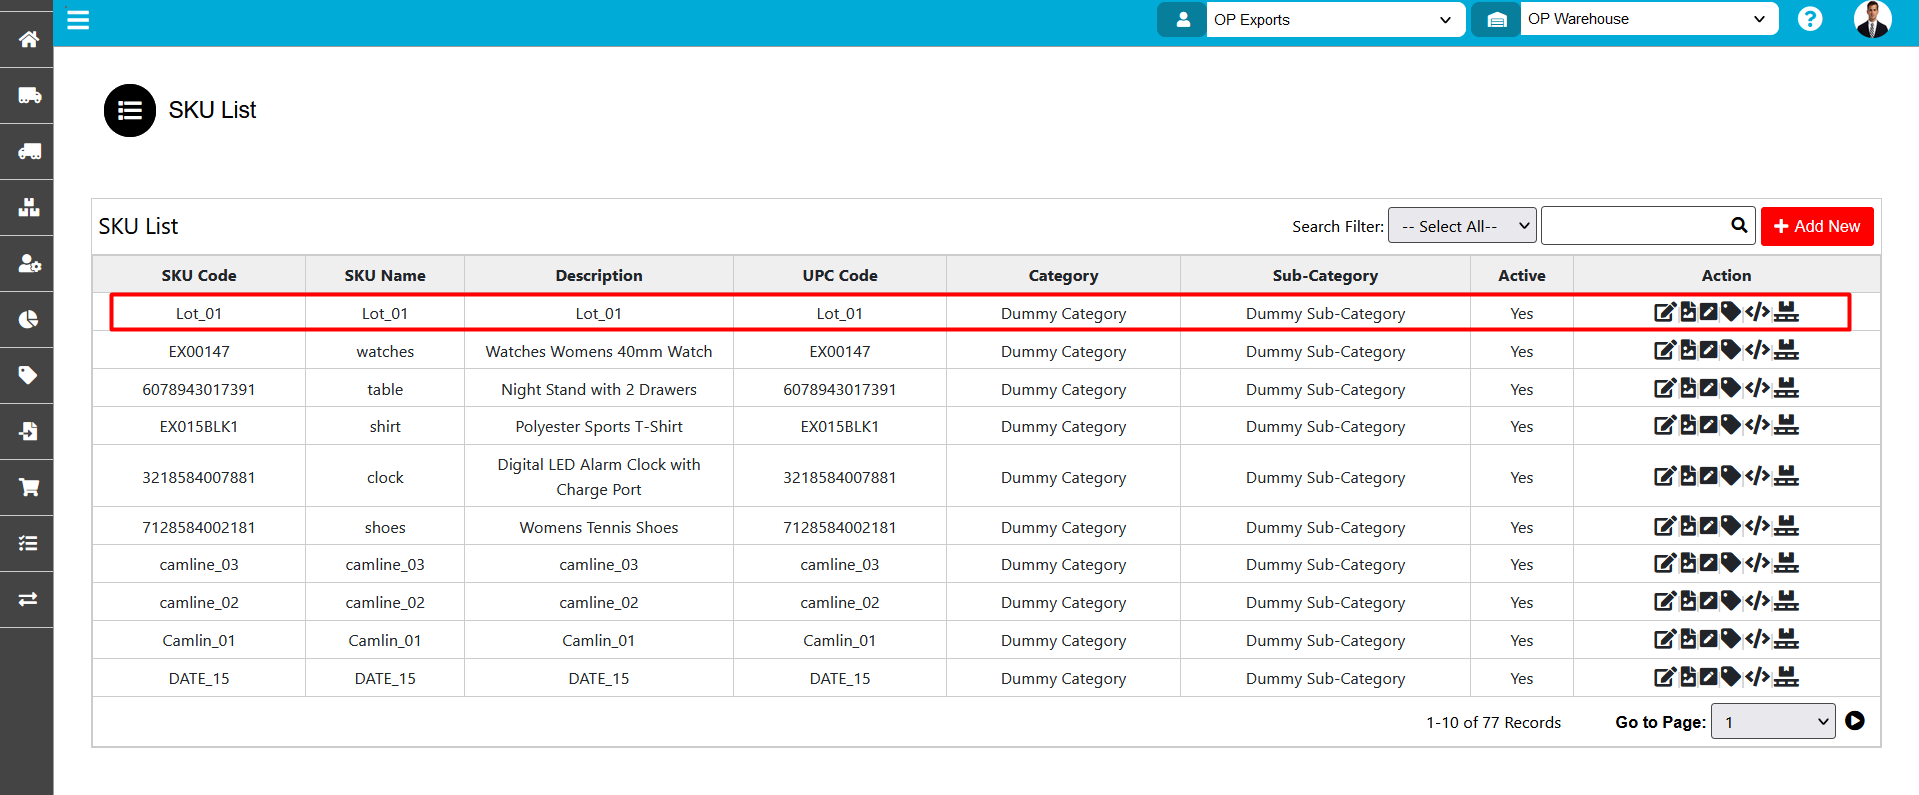 OP Exports OP Warehouse ?
SKU List
SKU List Search Filter: -- Select All-- Add New
SKU Code SKU Name Description UPC Code Category Sub-Category Active Action
Lot_01 Lot_01 Lot_01 Lot_01 Dummy Category Dummy Sub-Category Yes
EX00147 watches Watches Womens 40mm Watch EX00147 Dummy Category Dummy Sub-Category Yes
6078943017391 table Night Stand with 2 Drawers 6078943017391 Dummy Category Dummy Sub-Category Yes
EX015BLK1 shirt Polyester Sports T-Shirt EX015BLK1 Dummy Category Dummy Sub-Category Yes
3218584007881 clock Digital LED Alarm Clock with Charge Port 3218584007881 Dummy Category Dummy Sub-Category Yes
7128584002181 shoes Womens Tennis Shoes 7128584002181 Dummy Category Dummy Sub-Category Yes
camline_03 camline_03 camline_03 camline_03 Dummy Category Dummy Sub-Category Yes
camline_02 camline_02 camline_02 camline_02 Dummy Category Dummy Sub-Category Yes
Camlin_01 Camlin_01 Camlin_01 Camlin_01 Dummy Category Dummy Sub-Category Yes
DATE_15 DATE_15 DATE_15 DATE_15 Dummy Category Dummy Sub-Category Yes
1-10 of 77 Records Go to Page: 1